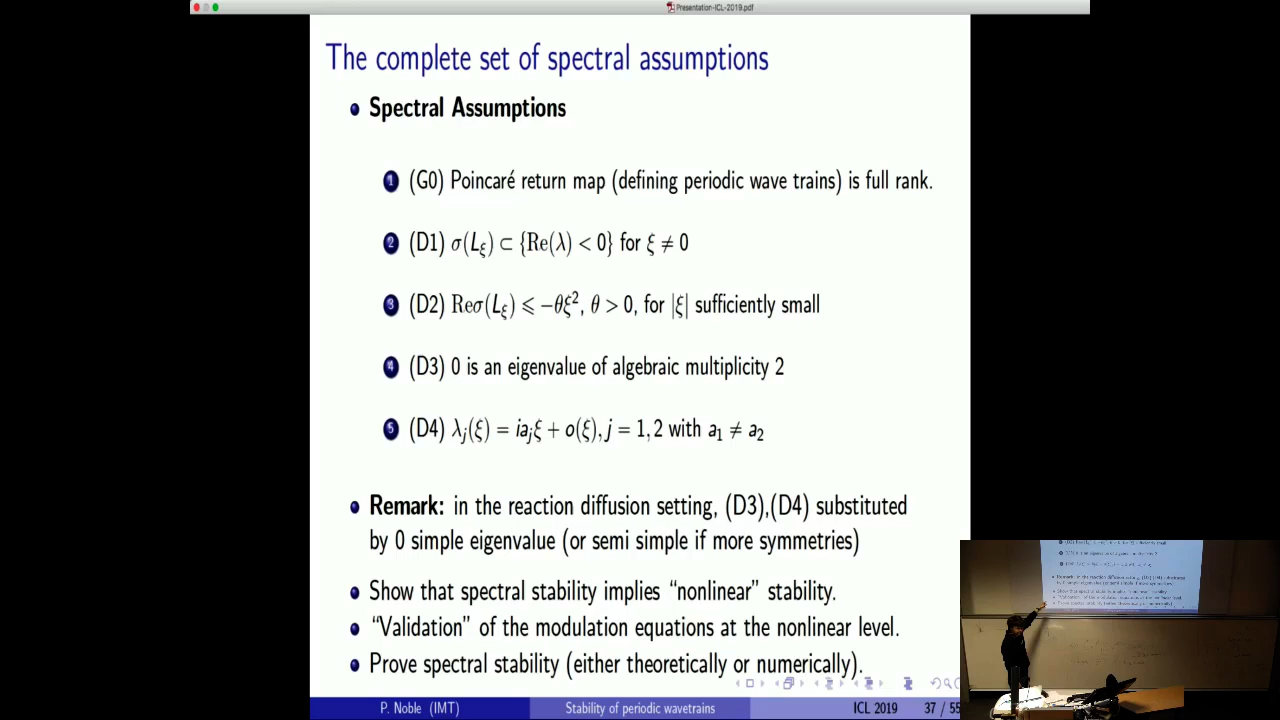 Presentation-ICL-2019.pdf
The complete set of spectral assumptions
Spectral Assumptions
1 (G0) Poincaré return map (defining periodic wave trains) is full rank.
2 (D1) σ(L_ξ) ⊂ {Re(λ) < 0} for ξ ≠ 0
3 (D2) Reσ(L_ξ) ⩽ −θξ², θ > 0, for |ξ| sufficiently small
4 (D3) 0 is an eigenvalue of algebraic multiplicity 2
5 (D4) λ_j(ξ) = ia_jξ + o(ξ), j = 1, 2 with a₁ ≠ a₂
Remark: in the reaction diffusion setting, (D3),(D4) substituted
by 0 simple eigenvalue (or semi simple if more symmetries)
Show that spectral stability implies “nonlinear” stability.
“Validation” of the modulation equations at the nonlinear level.
Prove spectral stability (either theoretically or numerically).
P. Noble (IMT) Stability of periodic wavetrains ICL 2019 37 / 55